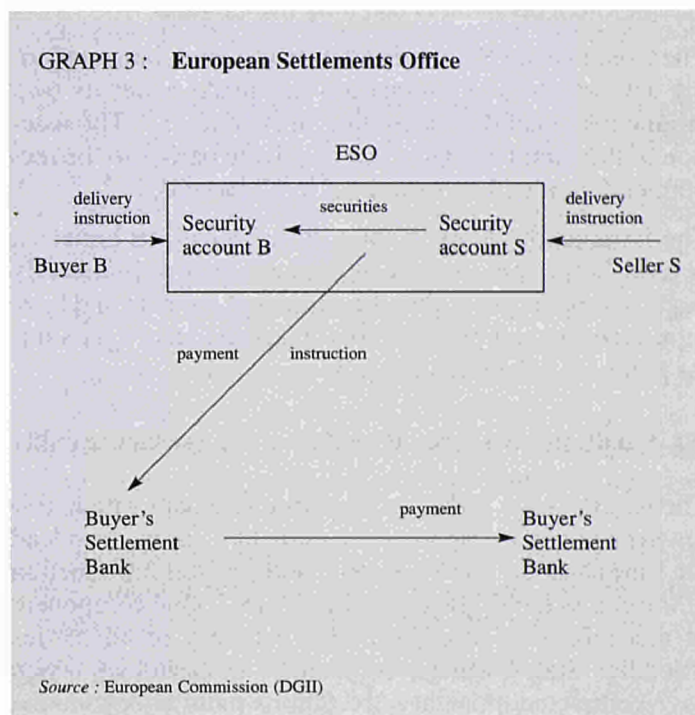 GRAPH 3 : European Settlements Office
ESO
delivery
instruction
Buyer B
Security
account B
securities
Security
account S
delivery
instruction
Seller S
payment instruction
Buyer's
Settlement
Bank
payment
Buyer's
Settlement
Bank
Source : European Commission (DGII)